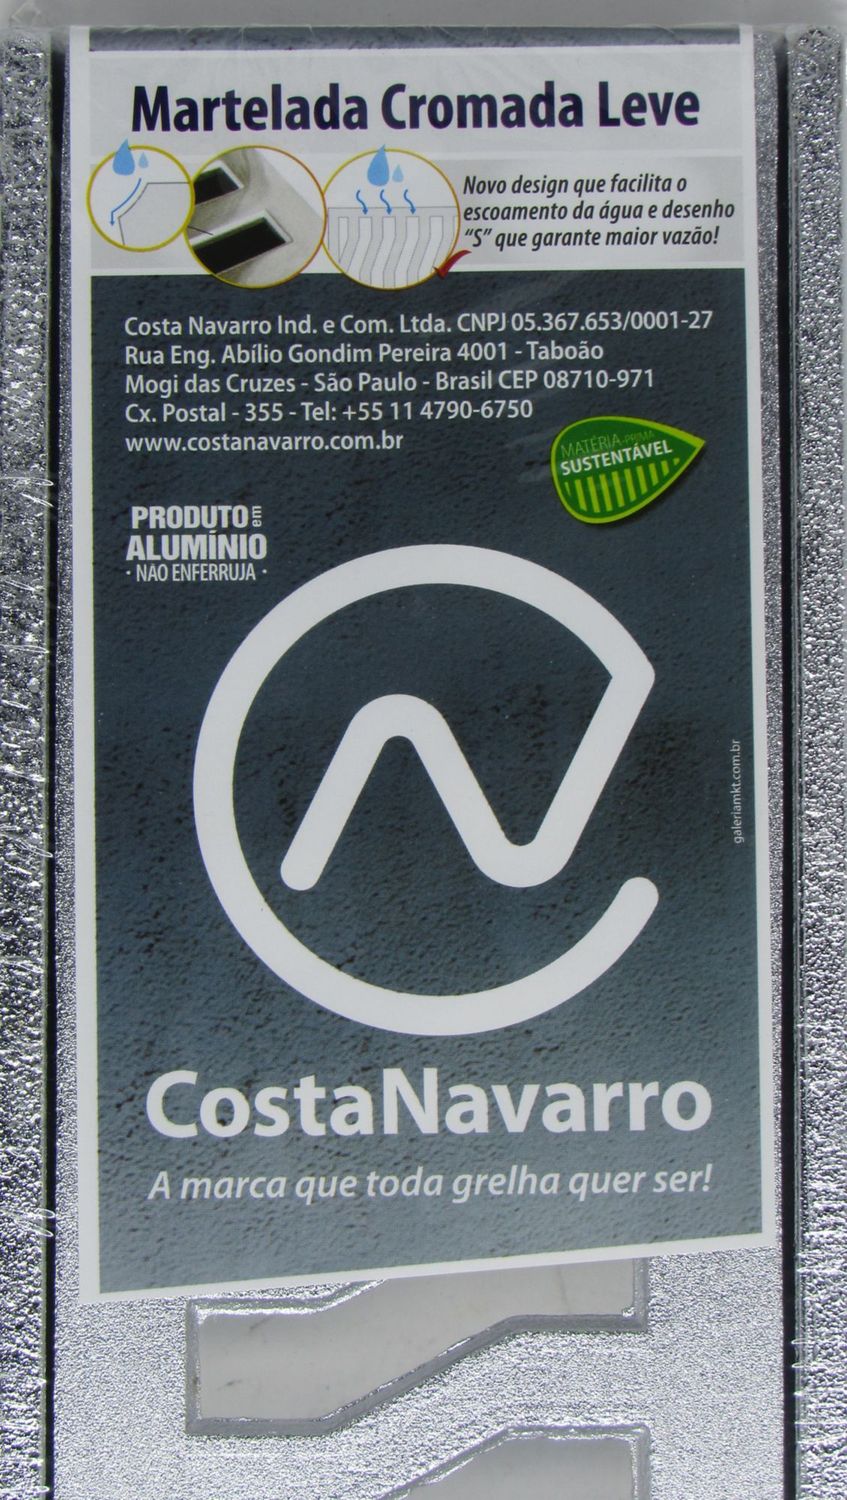 Martelada Cromada Leve
Novo design que facilita o
escoamento da água e desenho
“S” que garante maior vazão!
Costa Navarro Ind. e Com. Ltda. CNPJ 05.367.653/0001-27
Rua Eng. Abílio Gondim Pereira 4001 - Taboão
Mogi das Cruzes - São Paulo - Brasil CEP 08710-971
Cx. Postal - 355 - Tel: +55 11 4790-6750
www.costanavarro.com.br
MATÉRIA-PRIMA
SUSTENTÁVEL
PRODUTO em
ALUMÍNIO
· NÃO ENFERRUJA ·
galeriamkt.com.br
CostaNavarro
A marca que toda grelha quer ser!